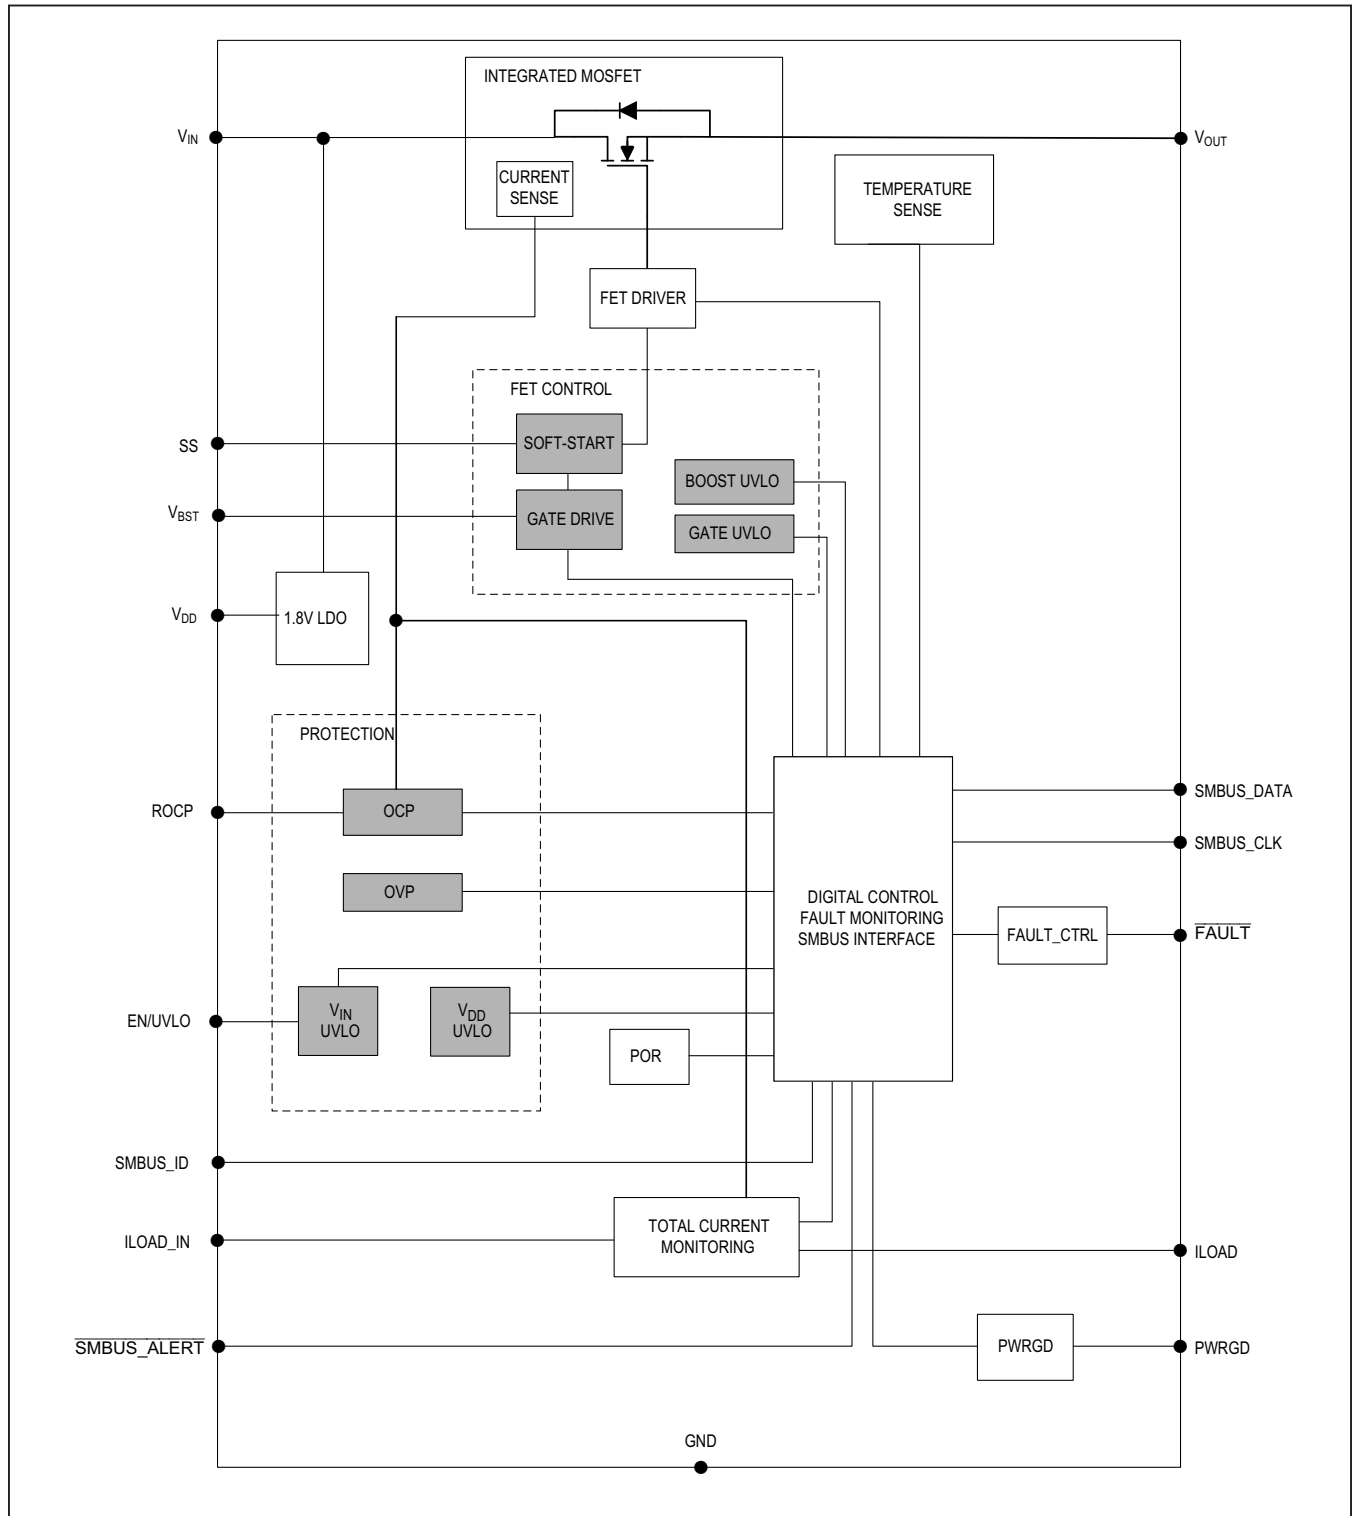 INTEGRATED MOSFET
VIN
VOUT
CURRENT
SENSE
TEMPERATURE
SENSE
FET DRIVER
FET CONTROL
SS
SOFT-START
BOOST UVLO
VBST
GATE DRIVE
GATE UVLO
VDD
1.8V LDO
PROTECTION
ROCP
OCP
OVP
SMBUS_DATA
SMBUS_CLK
DIGITAL CONTROL
FAULT MONITORING
SMBUS INTERFACE
FAULT_CTRL
FAULT
EN/UVLO
VIN
UVLO
VDD
UVLO
POR
SMBUS_ID
ILOAD_IN
TOTAL CURRENT
MONITORING
ILOAD
SMBUS_ALERT
PWRGD
PWRGD
GND